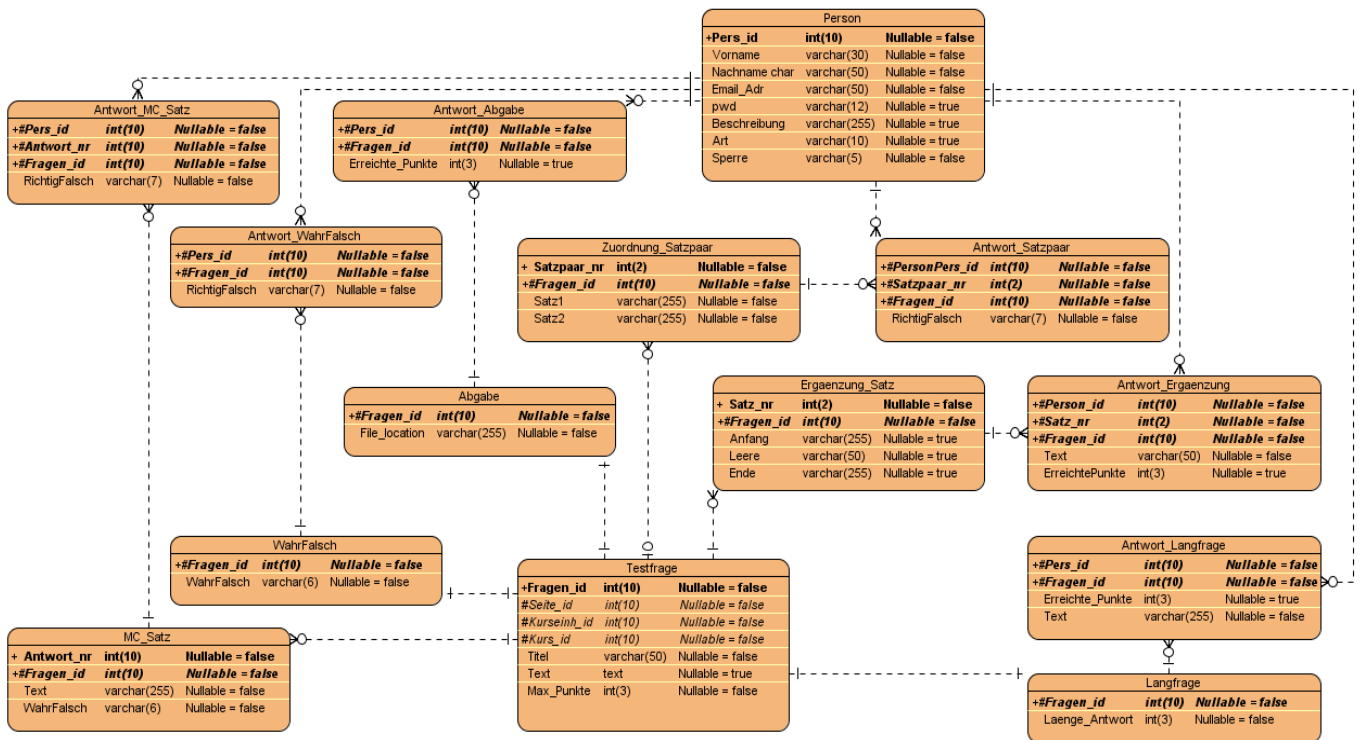 Person
+Pers_id int(10) Nullable = false
Vorname varchar(30) Nullable = false
Nachname char varchar(50) Nullable = false
Email_Adr varchar(50) Nullable = false
pwd varchar(12) Nullable = true
Beschreibung varchar(255) Nullable = true
Art varchar(10) Nullable = true
Sperre varchar(5) Nullable = false
Antwort_MC_Satz
+#Pers_id int(10) Nullable = false
+#Antwort_nr int(10) Nullable = false
+#Fragen_id int(10) Nullable = false
RichtigFalsch varchar(7) Nullable = false
Antwort_Abgabe
+#Pers_id int(10) Nullable = false
+#Fragen_id int(10) Nullable = false
Erreichte_Punkte int(3) Nullable = true
Antwort_WahrFalsch
+#Pers_id int(10) Nullable = false
+#Fragen_id int(10) Nullable = false
RichtigFalsch varchar(7) Nullable = false
Zuordnung_Satzpaar
+ Satzpaar_nr int(2) Nullable = false
+#Fragen_id int(10) Nullable = false
Satz1 varchar(255) Nullable = false
Satz2 varchar(255) Nullable = false
Antwort_Satzpaar
+#PersonPers_id int(10) Nullable = false
+#Satzpaar_nr int(2) Nullable = false
+#Fragen_id int(10) Nullable = false
RichtigFalsch varchar(7) Nullable = false
Abgabe
+#Fragen_id int(10) Nullable = false
File_location varchar(255) Nullable = false
Ergaenzung_Satz
+ Satz_nr int(2) Nullable = false
+#Fragen_id int(10) Nullable = false
Anfang varchar(255) Nullable = true
Leere varchar(50) Nullable = true
Ende varchar(255) Nullable = true
Antwort_Ergaenzung
+#Person_id int(10) Nullable = false
+#Satz_nr int(2) Nullable = false
+#Fragen_id int(10) Nullable = false
Text varchar(50) Nullable = false
ErreichtePunkte int(3) Nullable = true
WahrFalsch
+#Fragen_id int(10) Nullable = false
WahrFalsch varchar(6) Nullable = false
Testfrage
+Fragen_id int(10) Nullable = false
#Seite_id int(10) Nullable = false
#Kurseinh_id int(10) Nullable = false
#Kurs_id int(10) Nullable = false
Titel varchar(50) Nullable = false
Text text Nullable = true
Max_Punkte int(3) Nullable = false
Antwort_Langfrage
+#Pers_id int(10) Nullable = false
+#Fragen_id int(10) Nullable = false
Erreichte_Punkte int(3) Nullable = true
Text varchar(255) Nullable = false
MC_Satz
+ Antwort_nr int(10) Nullable = false
+#Fragen_id int(10) Nullable = false
Text varchar(255) Nullable = false
WahrFalsch varchar(6) Nullable = false
Langfrage
+#Fragen_id int(10) Nullable = false
Laenge_Antwort int(3) Nullable = false